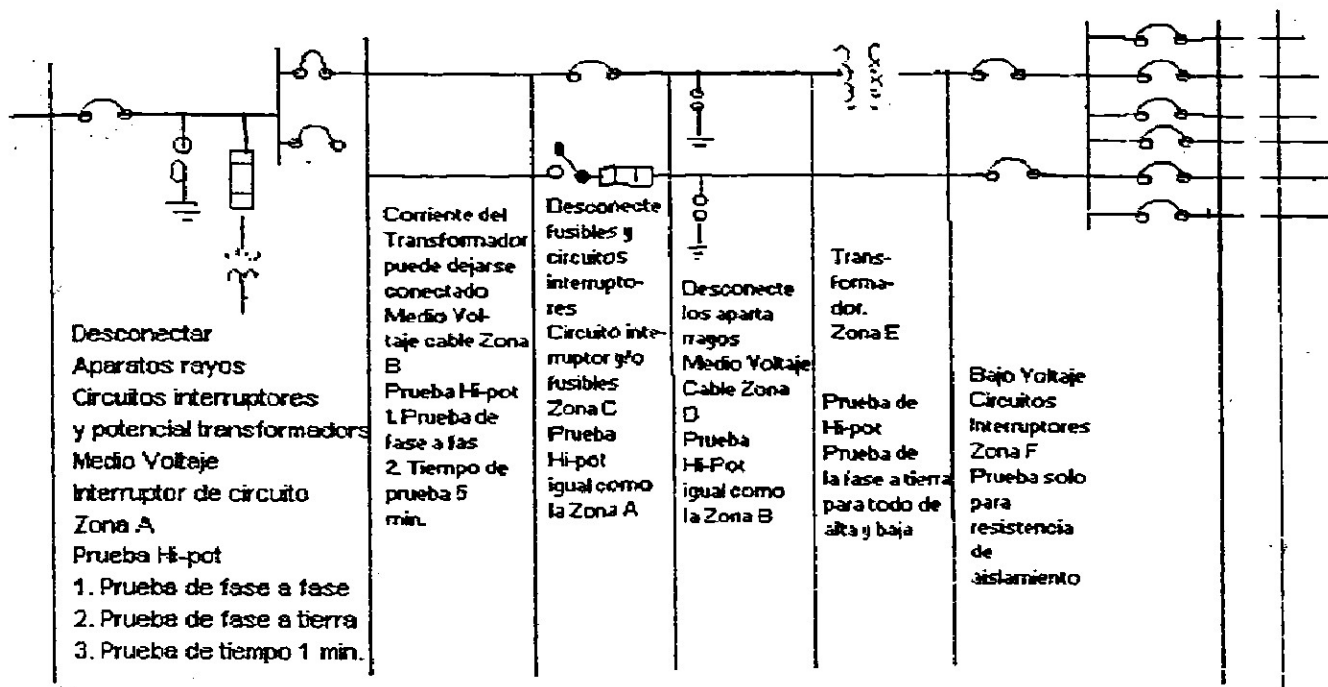 Desconectar
Aparatos rayos
Circuitos interruptores
y potencial transformadors
Medio Voltaje
Interruptor de circuito
Zona A
Prueba Hi-pot
1. Prueba de fase a fase
2. Prueba de fase a tierra
3. Prueba de tiempo 1 min.
Corriente del
Transformador
puede dejarse
conectado
Medio Vol-
taje cable Zona
B
Prueba Hi-pot
1. Prueba de
fase a fas
2. Tiempo de
prueba 5
min.
Desconecte
fusibles y
circuitos
interrupto-
res
Circuito inte-
rruptor y/o
fusibles
Zona C
Prueba
Hi-pot
igual como
la Zona A
Desconecte
los aparta
rrayos
Medio Voltaje
Cable Zona
D
Prueba
Hi-Pot
igual como
la Zona B
Trans-
forma-
dor.
Zona E
Prueba de
Hi-pot
Prueba de
la fase a tierra
para todo de
alta y baja
Bajo Voltaje
Circuitos
Interruptores
Zona F
Prueba solo
para
resistencia
de
aislamiento